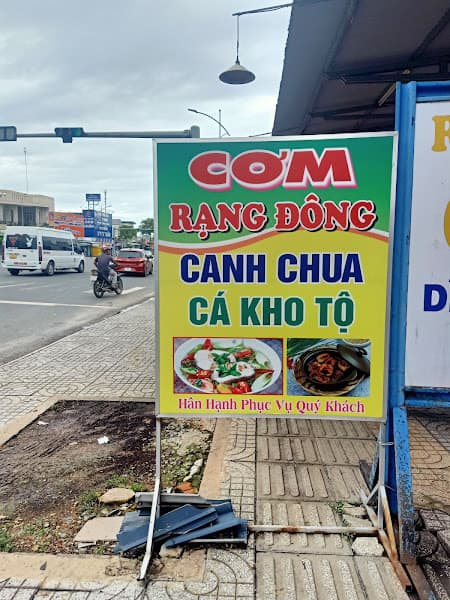 CƠM
RẠNG ĐÔNG
CANH CHUA
CÁ KHO TỘ
Hân Hạnh Phục Vụ Quý Khách